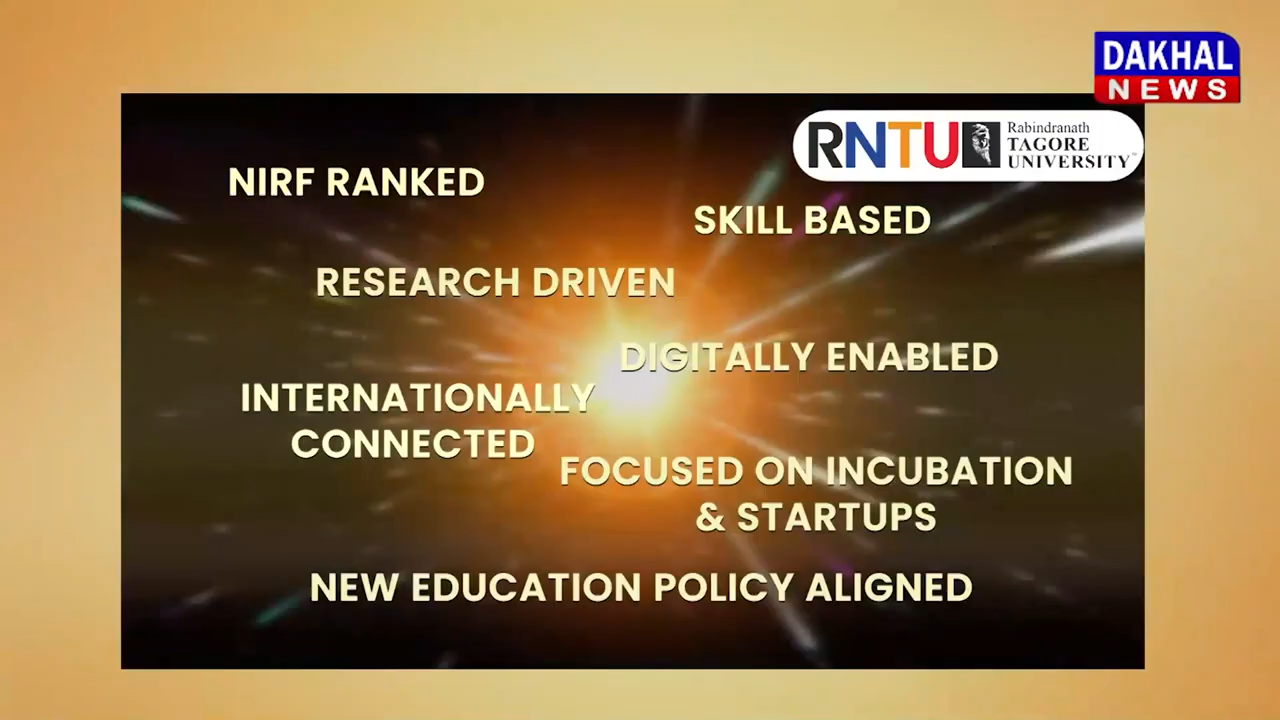 DAKHAL
NEWS
RNTU
Rabindranath
TAGORE
UNIVERSITY™
NIRF RANKED
SKILL BASED
RESEARCH DRIVEN
DIGITALLY ENABLED
INTERNATIONALLY
CONNECTED
FOCUSED ON INCUBATION
& STARTUPS
NEW EDUCATION POLICY ALIGNED